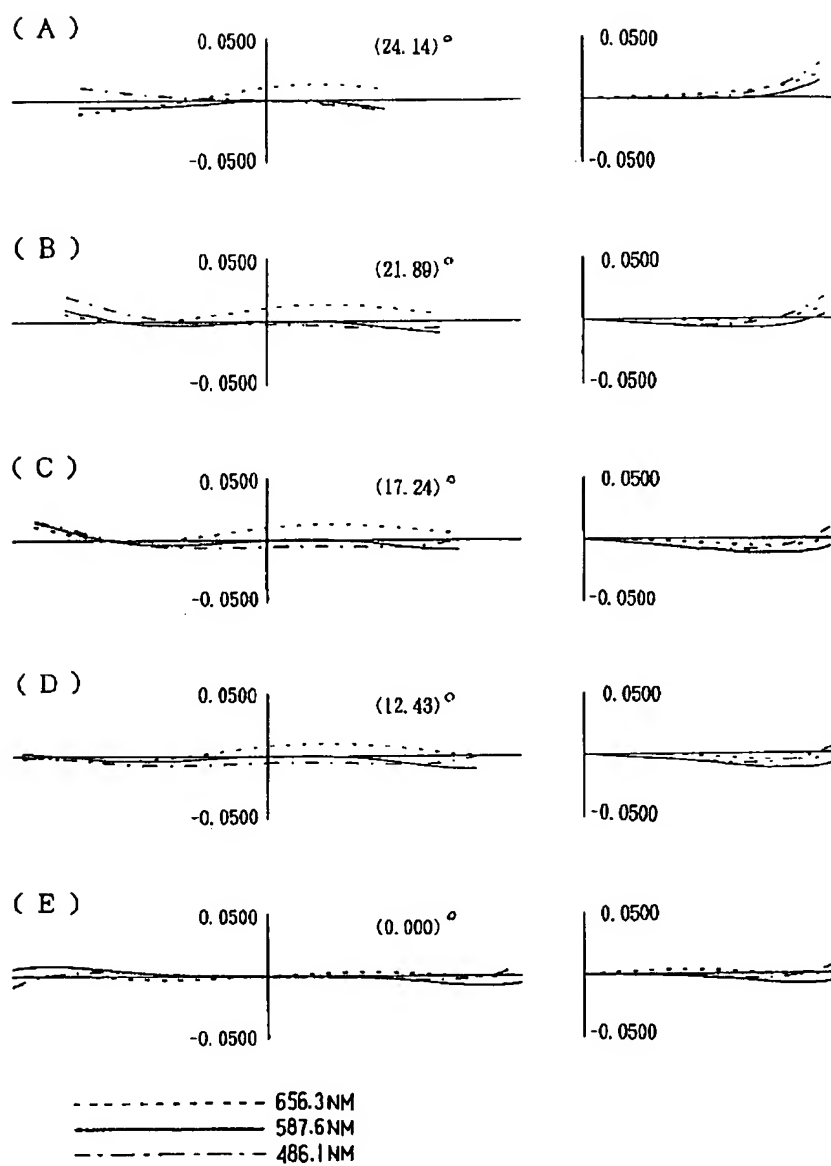 ( A )
0.0500 (24.14)° 0.0500
-0.0500 -0.0500
( B )
0.0500 (21.89)° 0.0500
-0.0500 -0.0500
( C )
0.0500 (17.24)° 0.0500
-0.0500 -0.0500
( D )
0.0500 (12.43)° 0.0500
-0.0500 -0.0500
( E )
0.0500 (0.000)° 0.0500
-0.0500 -0.0500
656.3NM
587.6NM
486.1NM